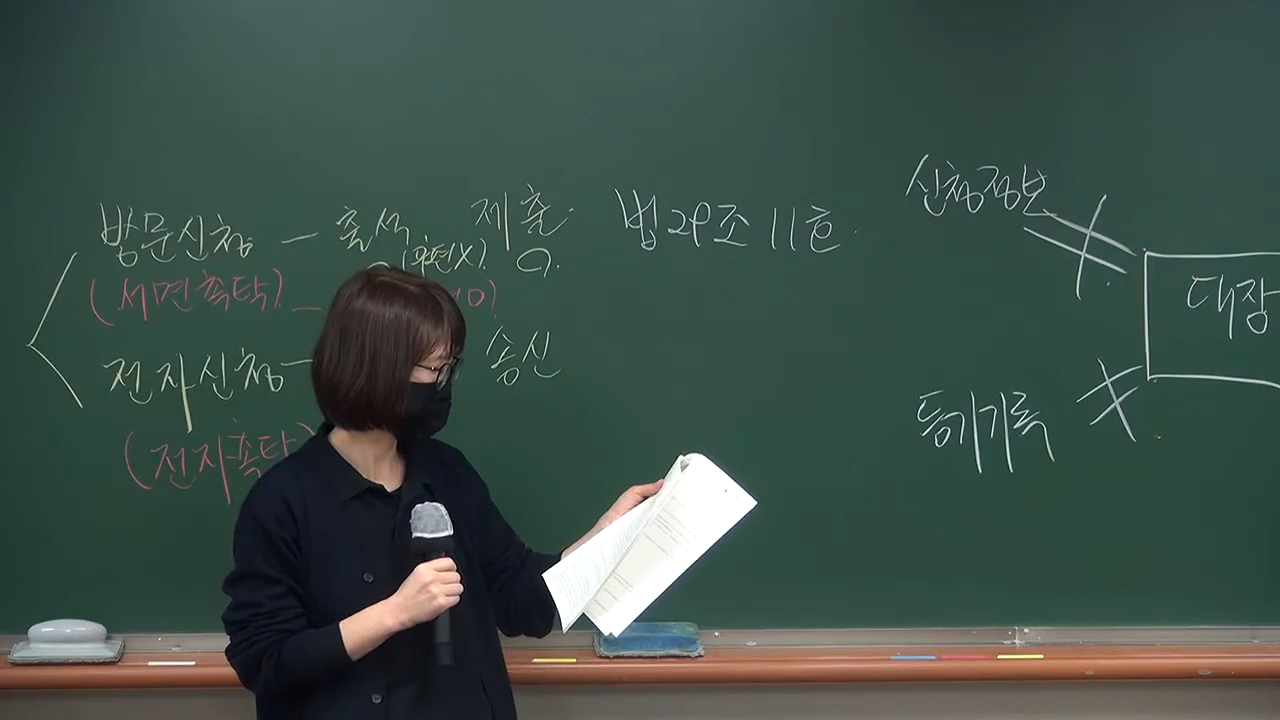 방문신청 — 출석 제출.
(우편X).
(서면촉탁).
전자신청 — 송신
(전자촉탁)
법 29조 11호.
신청정보
대장
등기기록